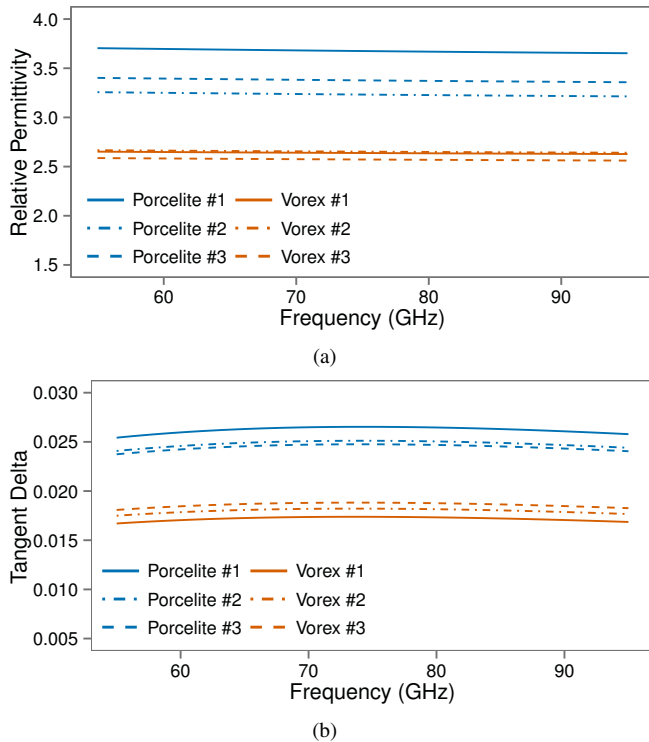 4.0
3.5
3.0
2.5
2.0
1.5
Relative Permittivity
Porcelite #1 Vorex #1
Porcelite #2 Vorex #2
Porcelite #3 Vorex #3
60 70 80 90
Frequency (GHz)
(a)
0.030
0.025
0.020
0.015
0.010
0.005
Tangent Delta
Porcelite #1 Vorex #1
Porcelite #2 Vorex #2
Porcelite #3 Vorex #3
60 70 80 90
Frequency (GHz)
(b)